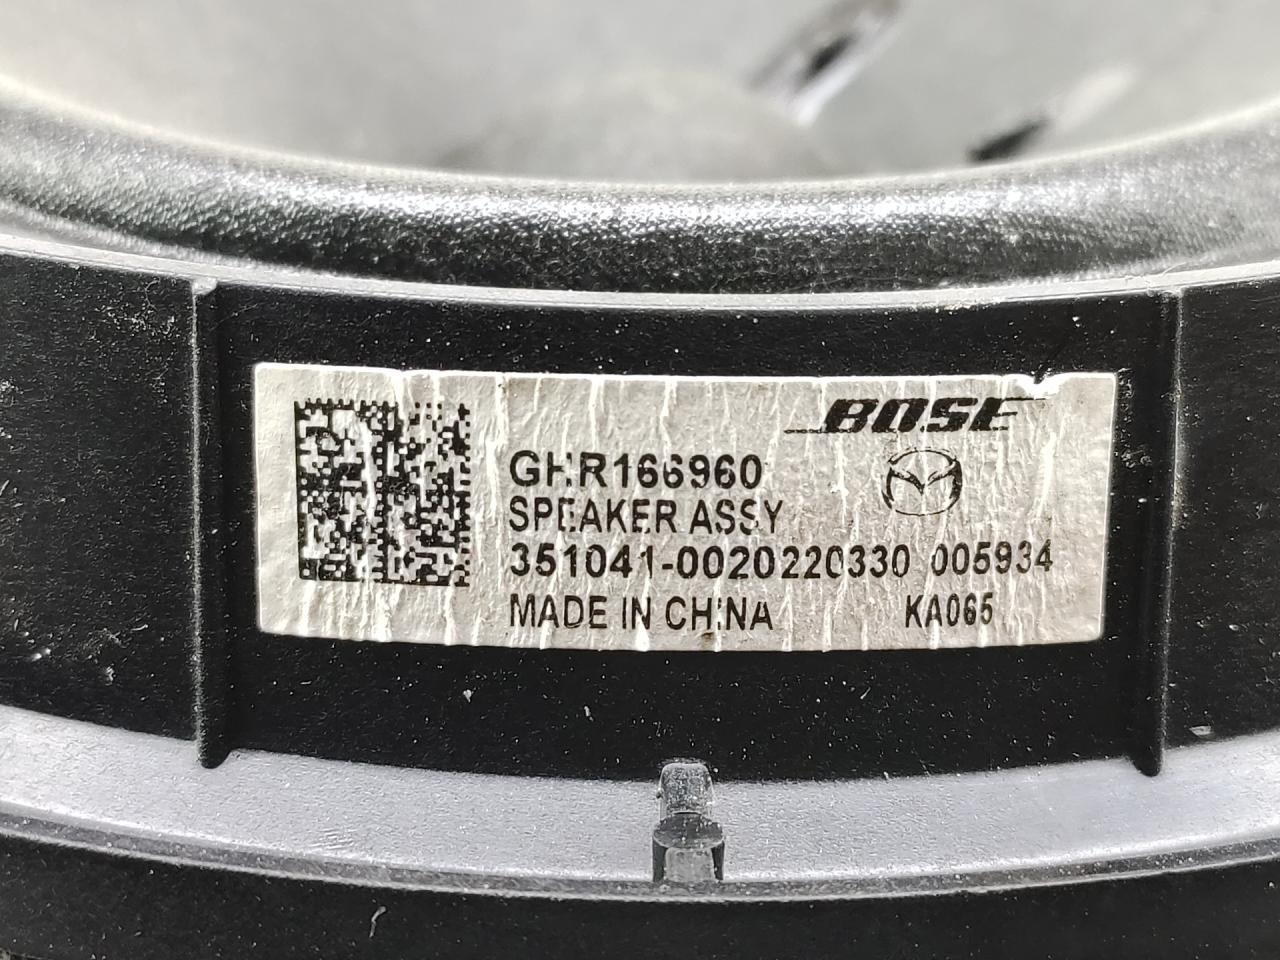 BOSE
GHR166960
SPEAKER ASSY
351041-0020220330 005934
MADE IN CHINA KA065